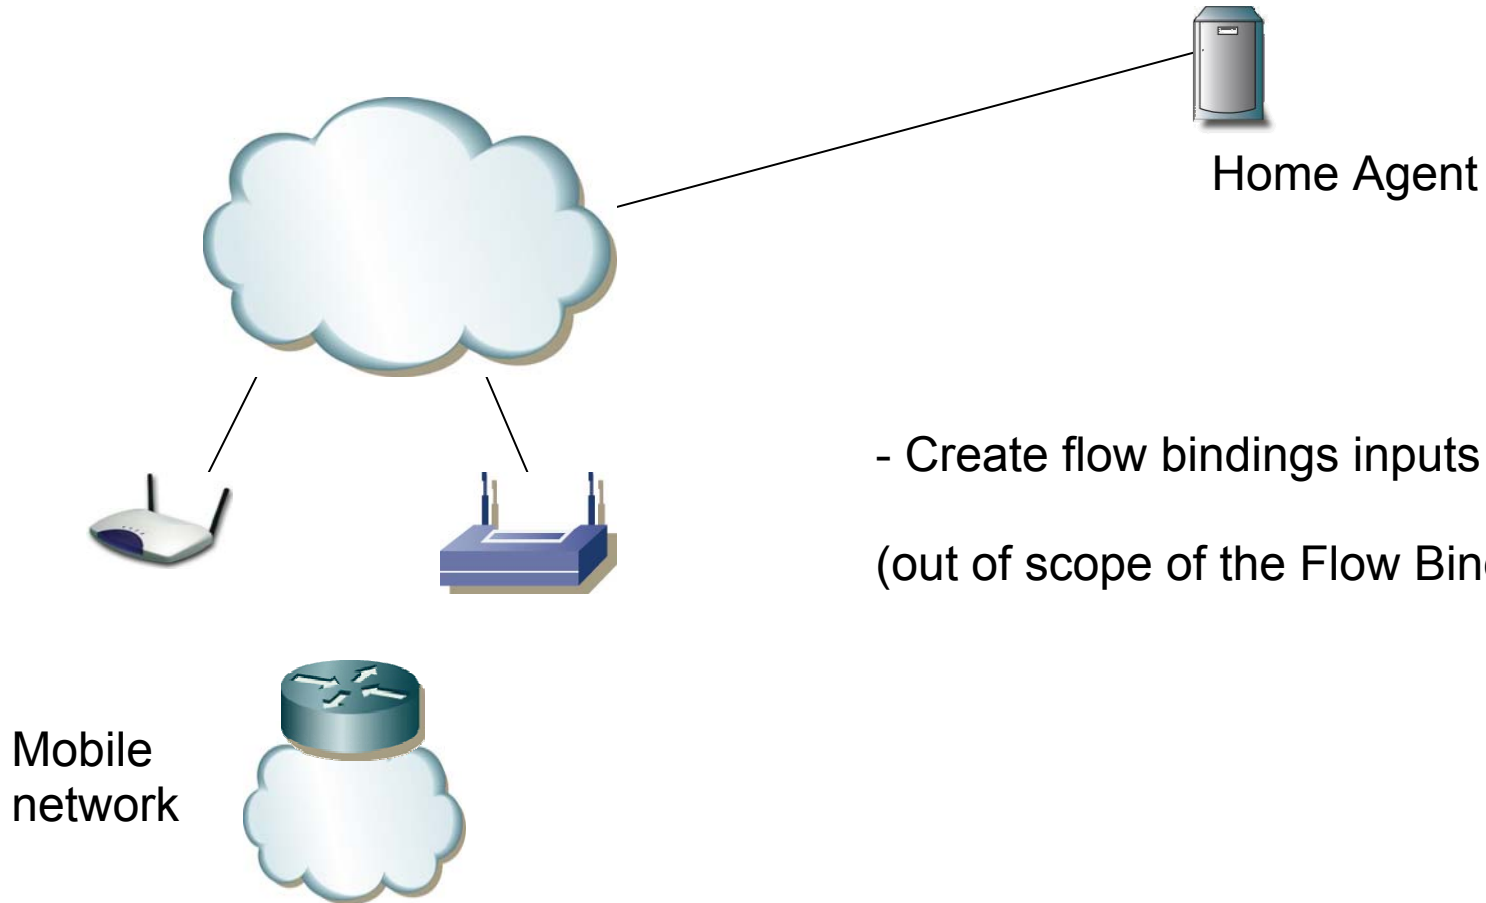 Home Agent
- Create flow bindings inputs
(out of scope of the Flow
Mobile
network